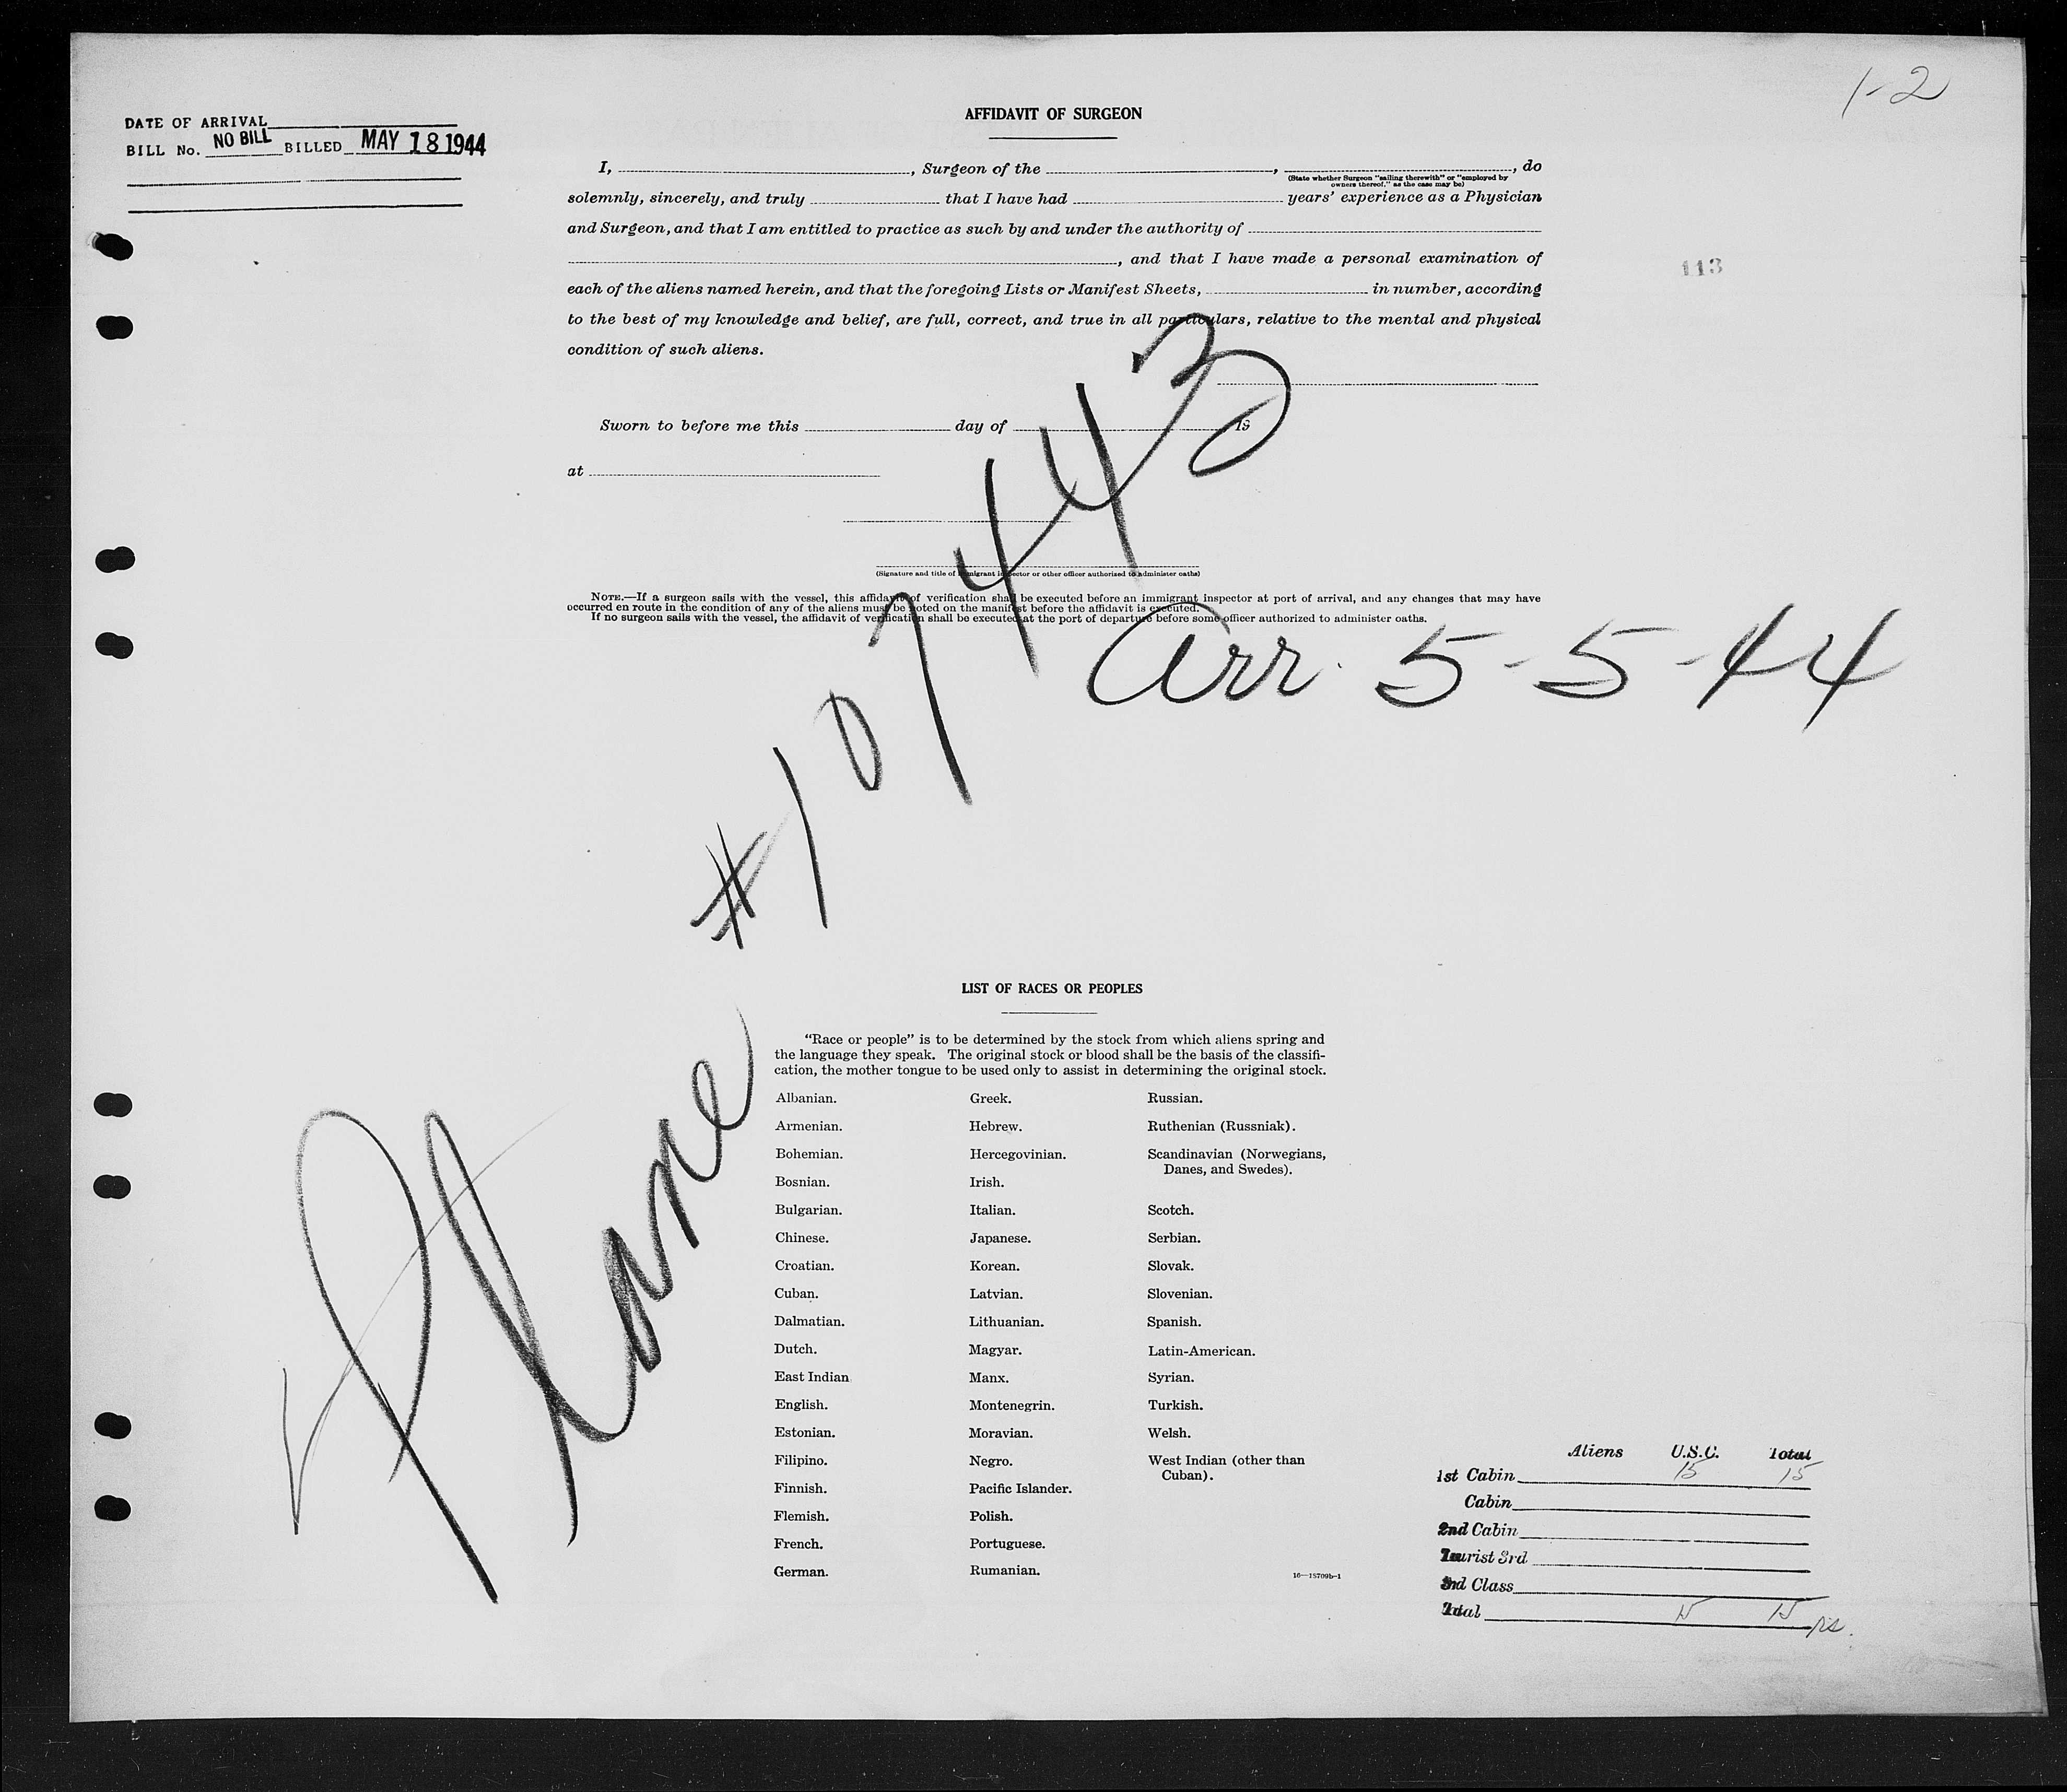 1-2
DATE OF ARRIVAL
BILL No. NO BILL BILLED MAY 18 1944
AFFIDAVIT OF SURGEON
I, , Surgeon of the , , do
(State whether Surgeon "sailing therewith" or "employed by
owners thereof," as the case may be)
solemnly, sincerely, and truly that I have had years' experience as a Physician
and Surgeon, and that I am entitled to practice as such by and under the authority of
, and that I have made a personal examination of
113
each of the aliens named herein, and that the foregoing Lists or Manifest Sheets, in number, according
to the best of my knowledge and belief, are full, correct, and true in all particulars, relative to the mental and physical
condition of such aliens.
Sworn to before me this day of 19
at
(Signature and title of immigrant inspector or other officer authorized to administer oaths)
NOTE.—If a surgeon sails with the vessel, this affidavit of verification shall be executed before an immigrant inspector at port of arrival, and any changes that may have
occurred en route in the condition of any of the aliens must be noted on the manifest before the affidavit is executed.
If no surgeon sails with the vessel, the affidavit of verification shall be executed at the port of departure before some officer authorized to administer oaths.
Arr. 5-5-44
Plane #107443
LIST OF RACES OR PEOPLES
"Race or people" is to be determined by the stock from which aliens spring and
the language they speak. The original stock or blood shall be the basis of the classifi-
cation, the mother tongue to be used only to assist in determining the original stock.
Albanian.
Armenian.
Bohemian.
Bosnian.
Bulgarian.
Chinese.
Croatian.
Cuban.
Dalmatian.
Dutch.
East Indian
English.
Estonian.
Filipino.
Finnish.
Flemish.
French.
German.
Greek.
Hebrew.
Hercegovinian.
Irish.
Italian.
Japanese.
Korean.
Latvian.
Lithuanian.
Magyar.
Manx.
Montenegrin.
Moravian.
Negro.
Pacific Islander.
Polish.
Portuguese.
Rumanian.
Russian.
Ruthenian (Russniak).
Scandinavian (Norwegians,
Danes, and Swedes).
Scotch.
Serbian.
Slovak.
Slovenian.
Spanish.
Latin-American.
Syrian.
Turkish.
Welsh.
West Indian (other than
Cuban).
16—15709b-1
Aliens U.S.C. Total
1st Cabin 15 15
Cabin
2nd Cabin
Tourist 3rd
3rd Class
Total 15 15